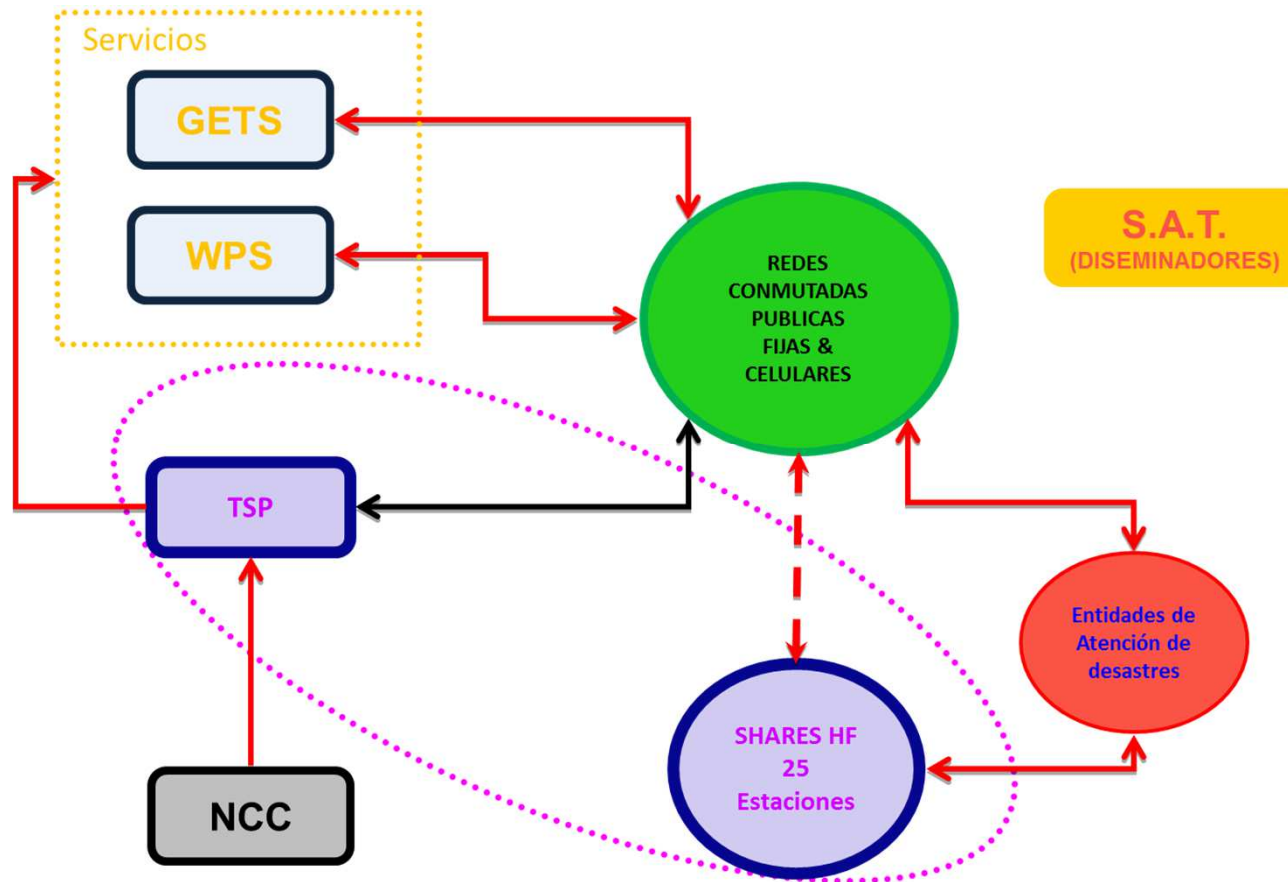 Servicios
GETS
WPS
REDES
CONMUTADAS
PUBLICAS
FIJAS &
CELULARES
S.A.T.
(DISEMINADORES)
TSP
Entidades de
Atención de
desastres
SHARES HF
25
Estaciones
NCC